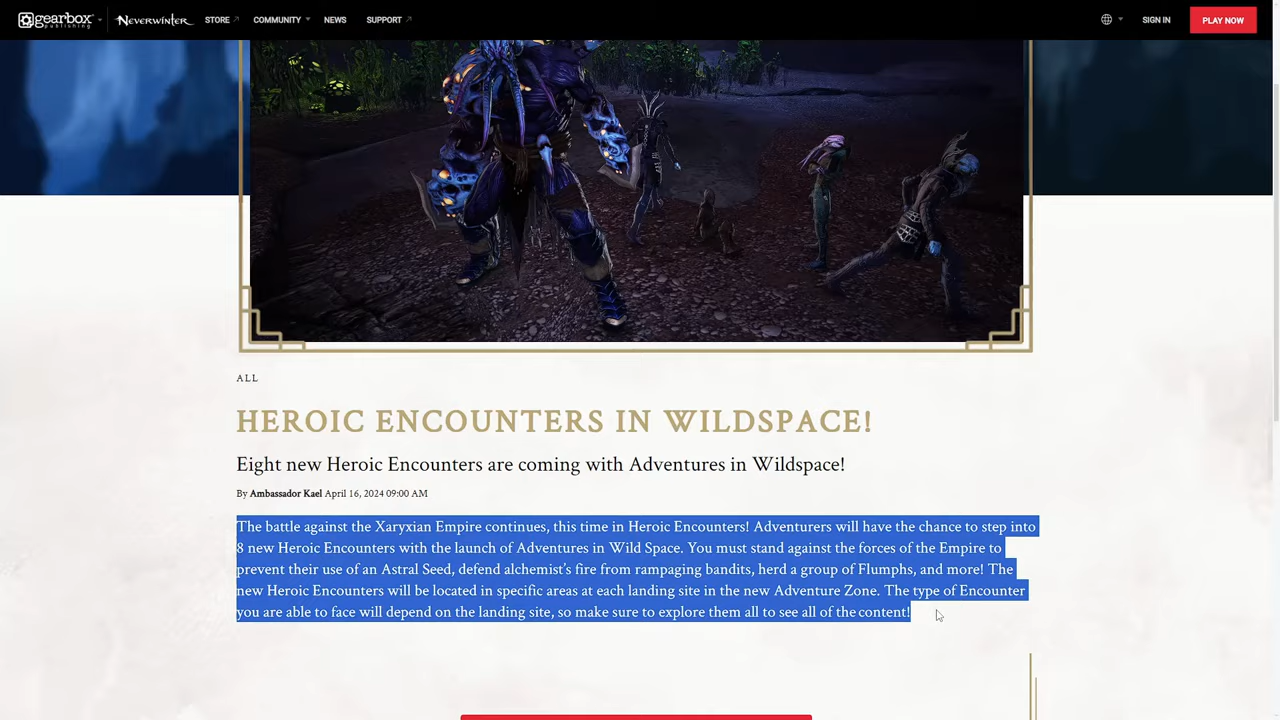 gearbox
publishing
NEVERWINTER
STORE
COMMUNITY
NEWS
SUPPORT
SIGN IN
PLAY NOW
ALL
HEROIC ENCOUNTERS IN WILDSPACE!
Eight new Heroic Encounters are coming with Adventures in Wildspace!
By Ambassador Kael April 16, 2024 09:00 AM
The battle against the Xaryxian Empire continues, this time in Heroic Encounters! Adventurers will have the chance to step into
8 new Heroic Encounters with the launch of Adventures in Wild Space. You must stand against the forces of the Empire to
prevent their use of an Astral Seed, defend alchemist's fire from rampaging bandits, herd a group of Flumphs, and more! The
new Heroic Encounters will be located in specific areas at each landing site in the new Adventure Zone. The type of Encounter
you are able to face will depend on the landing site, so make sure to explore them all to see all of the content!